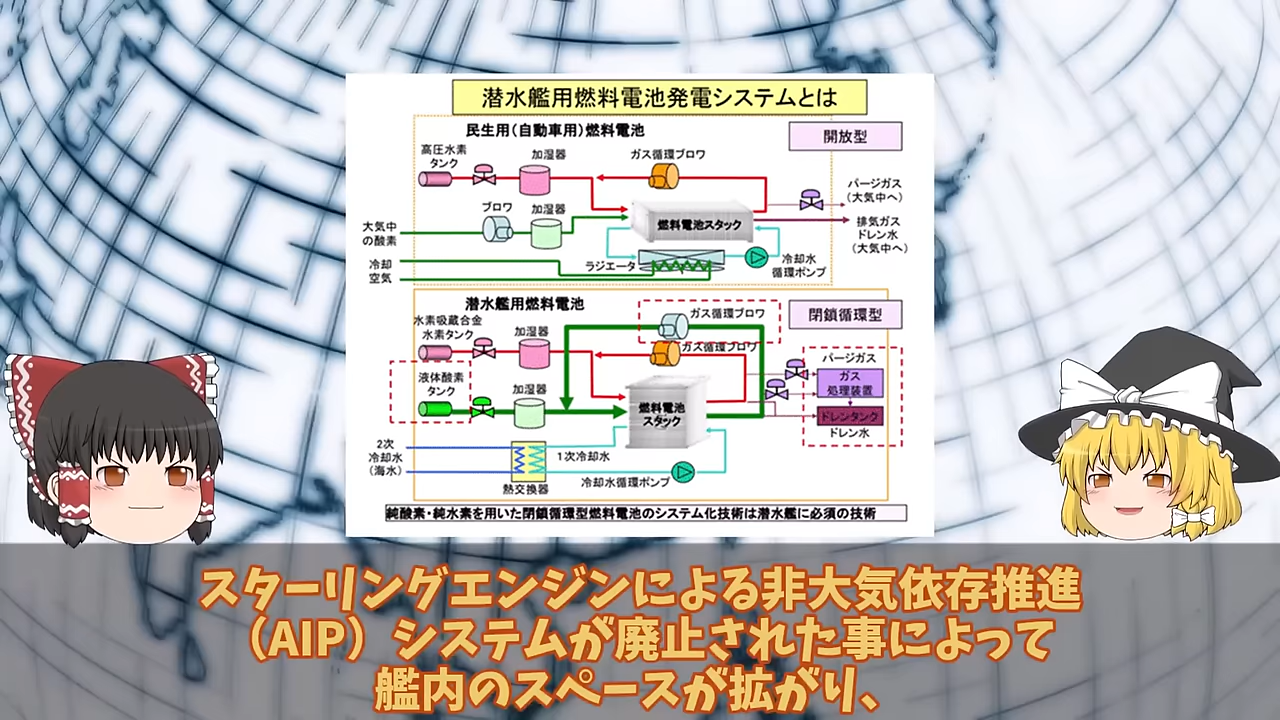 潜水艦用燃料電池発電システムとは
民生用(自動車用)燃料電池
開放型
高圧水素
タンク
加湿器
ガス循環ブロワ
パージガス
(大気中へ)
ブロワ
加湿器
大気中
の酸素
燃料電池スタック
排気ガス
ドレン水
(大気中へ)
冷却
空気
ラジエータ
冷却水
循環ポンプ
潜水艦用燃料電池
閉鎖循環型
水素吸蔵合金
水素タンク
加湿器
ガス循環ブロワ
ガス循環ブロワ
パージガス
液体酸素
タンク
加湿器
燃料電池
スタック
ガス
処理装置
ドレンタンク
ドレン水
2次
冷却水
(海水)
1次冷却水
熱交換器
冷却水循環ポンプ
純酸素・純水素を用いた閉鎖循環型燃料電池のシステム化技術は潜水艦に必須の技術
スターリングエンジンによる非大気依存推進
（AIP）システムが廃止された事によって
艦内のスペースが拡がり、